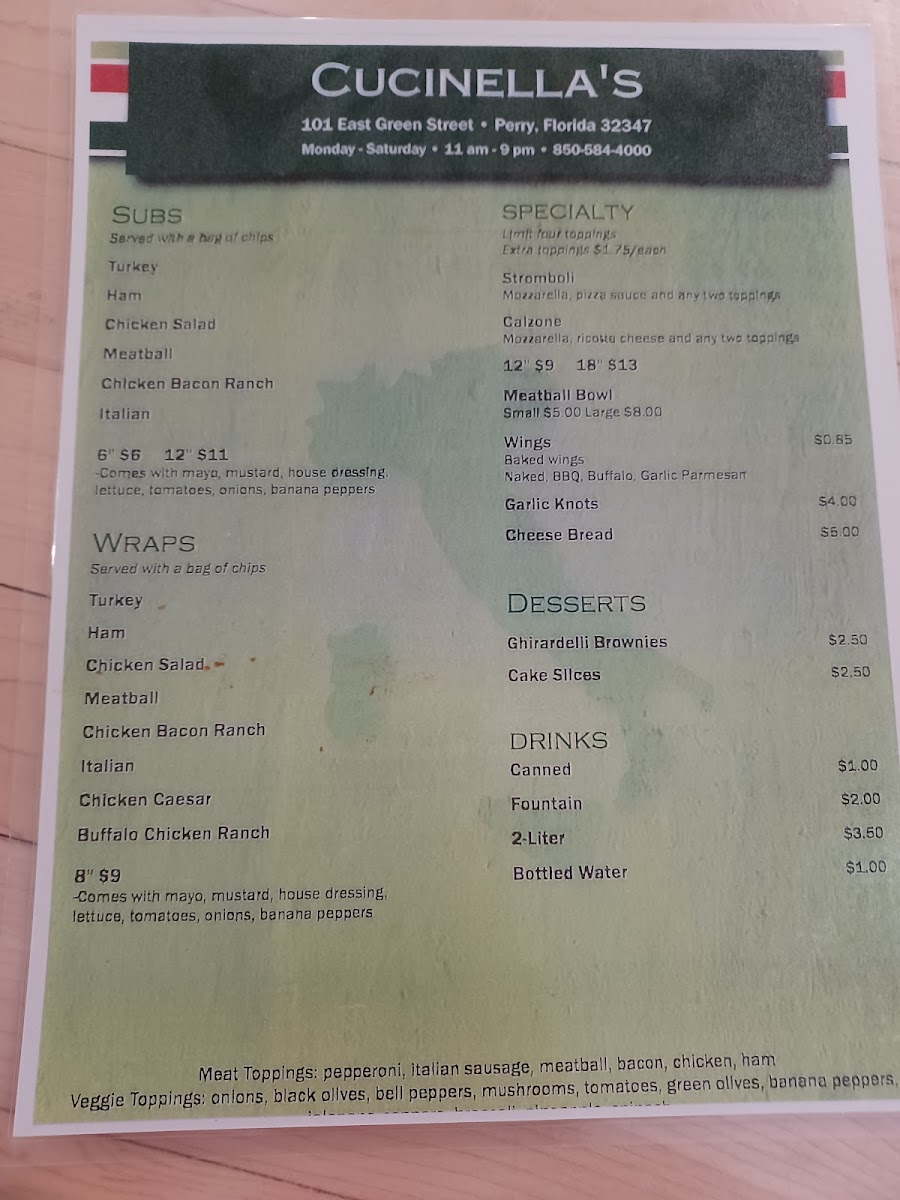 CUCINELLA'S
101 East Green Street • Perry, Florida 32347
Monday - Saturday • 11 am - 9 pm • 850-584-4000
SUBS
Served with a bag of chips
Turkey
Ham
Chicken Salad
Meatball
Chicken Bacon Ranch
Italian
6" $6 12" $11
-Comes with mayo, mustard, house dressing,
lettuce, tomatoes, onions, banana peppers
WRAPS
Served with a bag of chips
Turkey
Ham
Chicken Salad
Meatball
Chicken Bacon Ranch
Italian
Chicken Caesar
Buffalo Chicken Ranch
8" $9
-Comes with mayo, mustard, house dressing,
lettuce, tomatoes, onions, banana peppers
SPECIALTY
Limit four toppings
Extra toppings $1.75/each
Stromboli
Mozzarella, pizza sauce and any two toppings
Calzone
Mozzarella, ricotta cheese and any two toppings
12" $9 18" $13
Meatball Bowl
Small $5.00 Large $8.00
Wings $0.85
Baked wings
Naked, BBQ, Buffalo, Garlic Parmesan
Garlic Knots $4.00
Cheese Bread $5.00
DESSERTS
Ghirardelli Brownies $2.50
Cake Slices $2.50
DRINKS
Canned $1.00
Fountain $2.00
2-Liter $3.50
Bottled Water $1.00
Meat Toppings: pepperoni, italian sausage, meatball, bacon, chicken, ham
Veggie Toppings: onions, black olives, bell peppers, mushrooms, tomatoes, green olives, banana peppers,